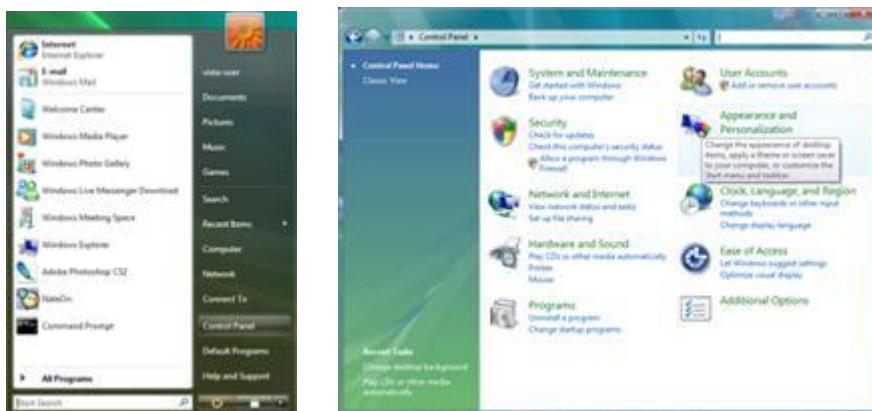 Internet
Internet Explorer
E-mail
Windows Mail
Welcome Center
Windows Media Player
Windows Photo Gallery
Windows Live Messenger Download
Windows Meeting Space
Windows Explorer
Adobe Photoshop CS2
NateOn
Command Prompt
All Programs
Start Search
vista user
Documents
Pictures
Music
Games
Search
Recent Items
Computer
Network
Connect To
Control Panel
Default Programs
Help and Support
Control Panel
Control Panel Home
Classic View
Recent Tasks
Change desktop background
Play CDs or other media
automatically
System and Maintenance
Get started with Windows
Back up your computer
Security
Check for updates
Check this computer's security status
Allow a program through Windows
Firewall
Network and Internet
View network status and tasks
Set up file sharing
Hardware and Sound
Play CDs or other media automatically
Printer
Mouse
Programs
Uninstall a program
Change startup programs
User Accounts
Add or remove user accounts
Appearance and
Personalization
Change the appearance of desktop
items, apply a theme or screen saver
to your computer, or customize the
Start menu and taskbar.
Clock, Language, and Region
Change keyboards or other input
methods
Change display language
Ease of Access
Let Windows suggest settings
Optimize visual display
Additional Options